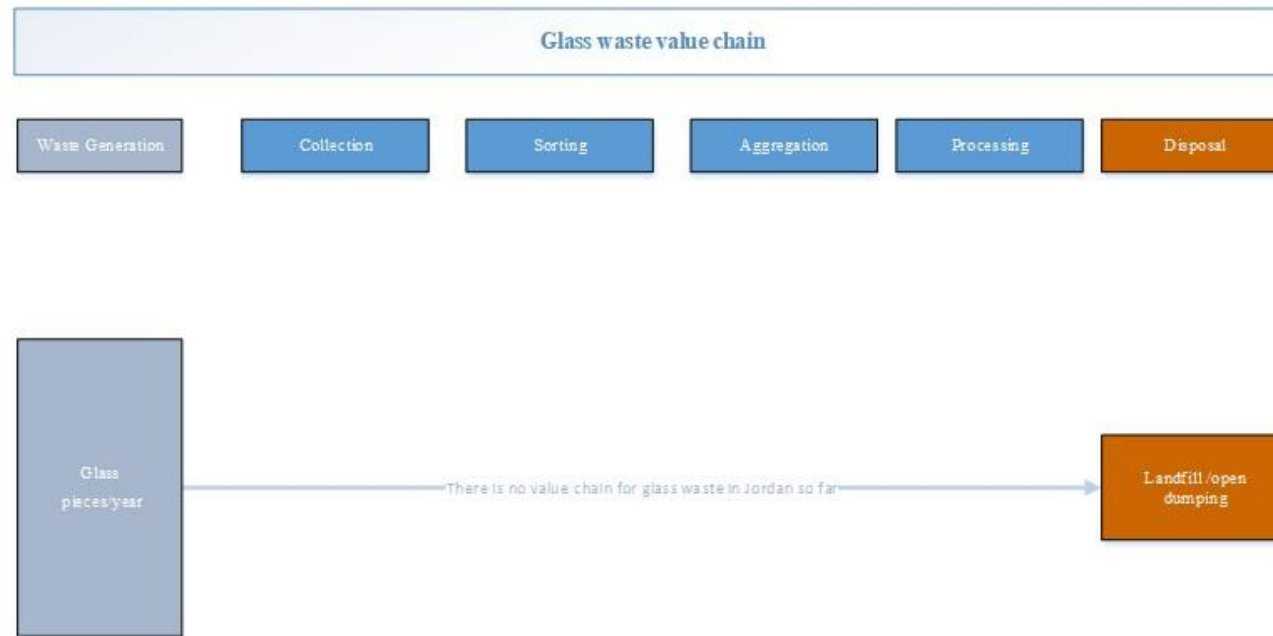 Glass waste value chain
Waste Generation
Collection
Sorting
Aggregation
Processing
Disposal
Glass
pieces/year
There is no value chain for glass waste in Jordan so far
Landfill /open
dumping